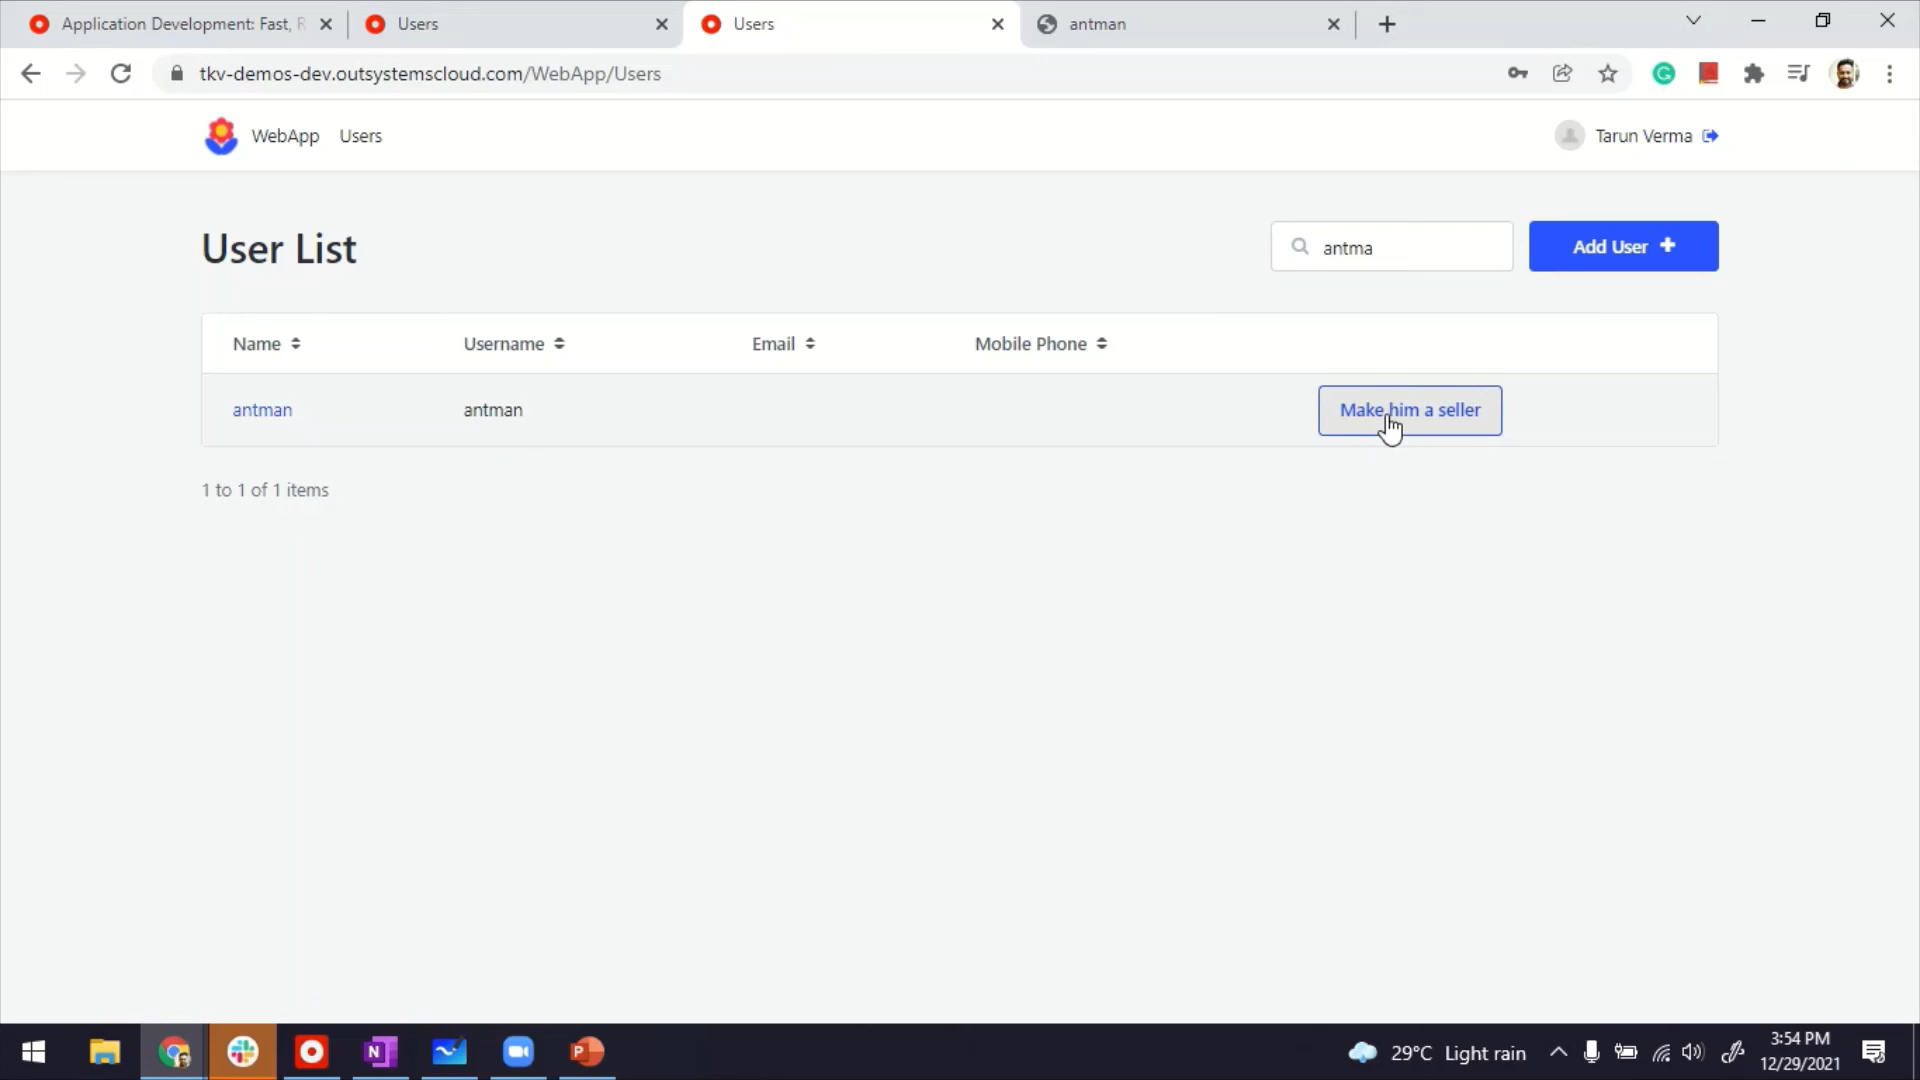 Application Development: Fast, R
Users
Users
antman
tkv-demos-dev.outsystemscloud.com/WebApp/Users
WebApp Users
Tarun Verma
User List
antma
Add User
Name Username Email Mobile Phone
antman antman Make him a seller
1 to 1 of 1 items
29°C Light rain
3:54 PM
12/29/2021